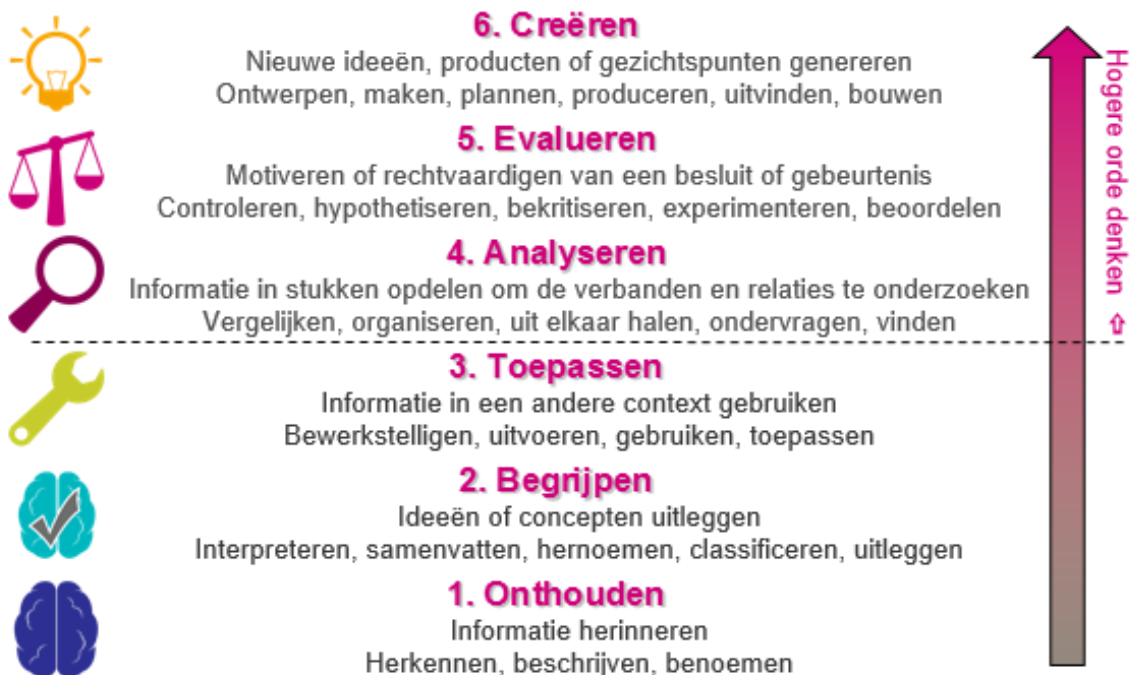 6. Creëren
Nieuwe ideeën, producten of gezichtspunten genereren
Ontwerpen, maken, plannen, produceren, uitvinden, bouwen
5. Evalueren
Motiveren of rechtvaardigen van een besluit of gebeurtenis
Controleren, hypothetiseren, bekritiseren, experimenteren, beoordelen
4. Analyseren
Informatie in stukken opdelen om de verbanden en relaties te onderzoeken
Vergelijken, organiseren, uit elkaar halen, ondervragen, vinden
3. Toepassen
Informatie in een andere context gebruiken
Bewerkstelligen, uitvoeren, gebruiken, toepassen
2. Begrijpen
Ideeën of concepten uitleggen
Interpreteren, samenvatten, hernoemen, classificeren, uitleggen
1. Onthouden
Informatie herinneren
Herkennen, beschrijven, benoemen
Hogere orde denken ⇧